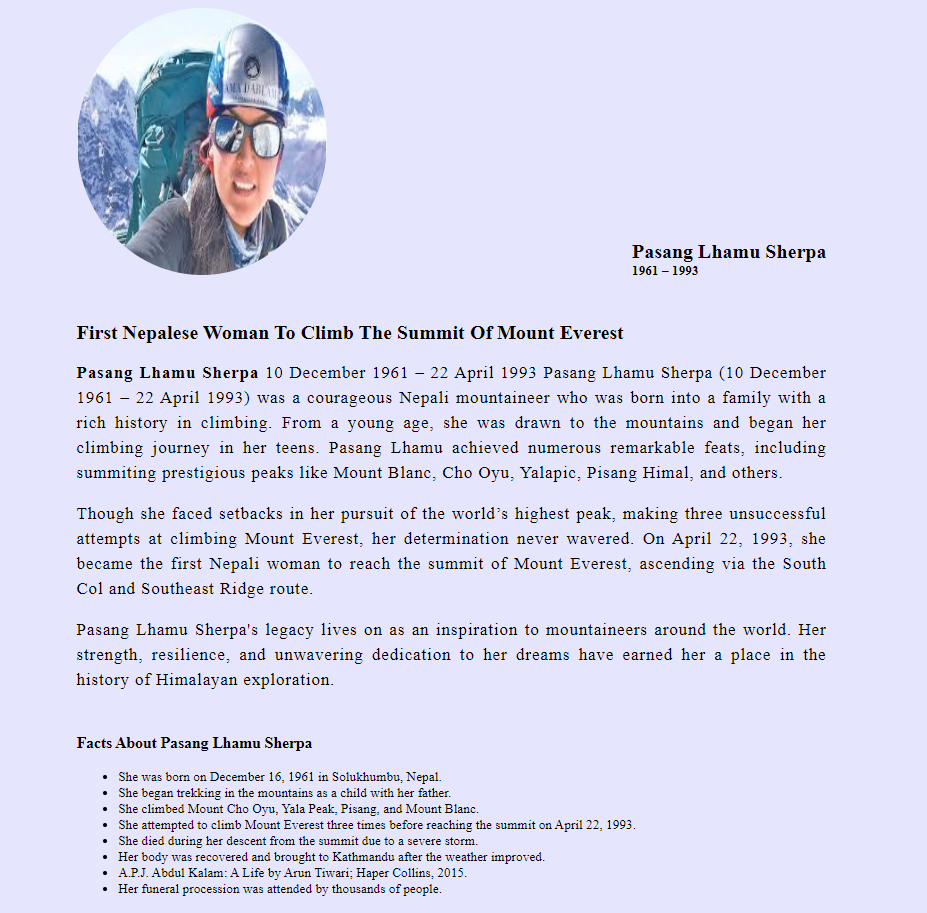 AMA DABLAM
Pasang Lhamu Sherpa
1961 – 1993
First Nepalese Woman To Climb The Summit Of Mount Everest
Pasang Lhamu Sherpa 10 December 1961 – 22 April 1993 Pasang Lhamu Sherpa (10 December
1961 – 22 April 1993) was a courageous Nepali mountaineer who was born into a family with a
rich history in climbing. From a young age, she was drawn to the mountains and began her
climbing journey in her teens. Pasang Lhamu achieved numerous remarkable feats, including
summiting prestigious peaks like Mount Blanc, Cho Oyu, Yalapic, Pisang Himal, and others.
Though she faced setbacks in her pursuit of the world’s highest peak, making three unsuccessful
attempts at climbing Mount Everest, her determination never wavered. On April 22, 1993, she
became the first Nepali woman to reach the summit of Mount Everest, ascending via the South
Col and Southeast Ridge route.
Pasang Lhamu Sherpa's legacy lives on as an inspiration to mountaineers around the world. Her
strength, resilience, and unwavering dedication to her dreams have earned her a place in the
history of Himalayan exploration.
Facts About Pasang Lhamu Sherpa
• She was born on December 16, 1961 in Solukhumbu, Nepal.
• She began trekking in the mountains as a child with her father.
• She climbed Mount Cho Oyu, Yala Peak, Pisang, and Mount Blanc.
• She attempted to climb Mount Everest three times before reaching the summit on April 22, 1993.
• She died during her descent from the summit due to a severe storm.
• Her body was recovered and brought to Kathmandu after the weather improved.
• A.P.J. Abdul Kalam: A Life by Arun Tiwari; Haper Collins, 2015.
• Her funeral procession was attended by thousands of people.